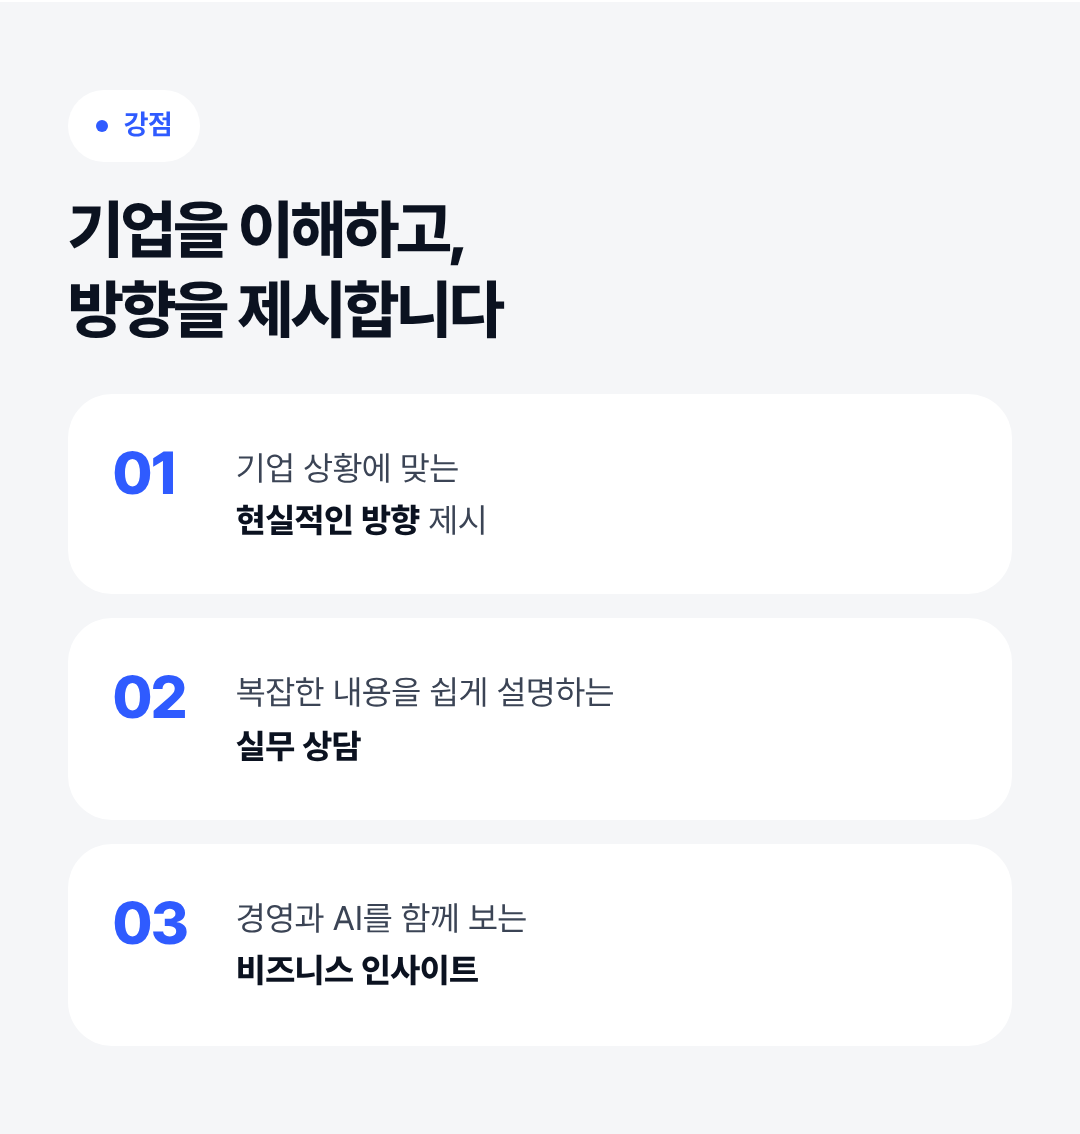 강점
기업을 이해하고,
방향을 제시합니다
01
기업 상황에 맞는
현실적인 방향 제시
02
복잡한 내용을 쉽게 설명하는
실무 상담
03
경영과 AI를 함께 보는
비즈니스 인사이트